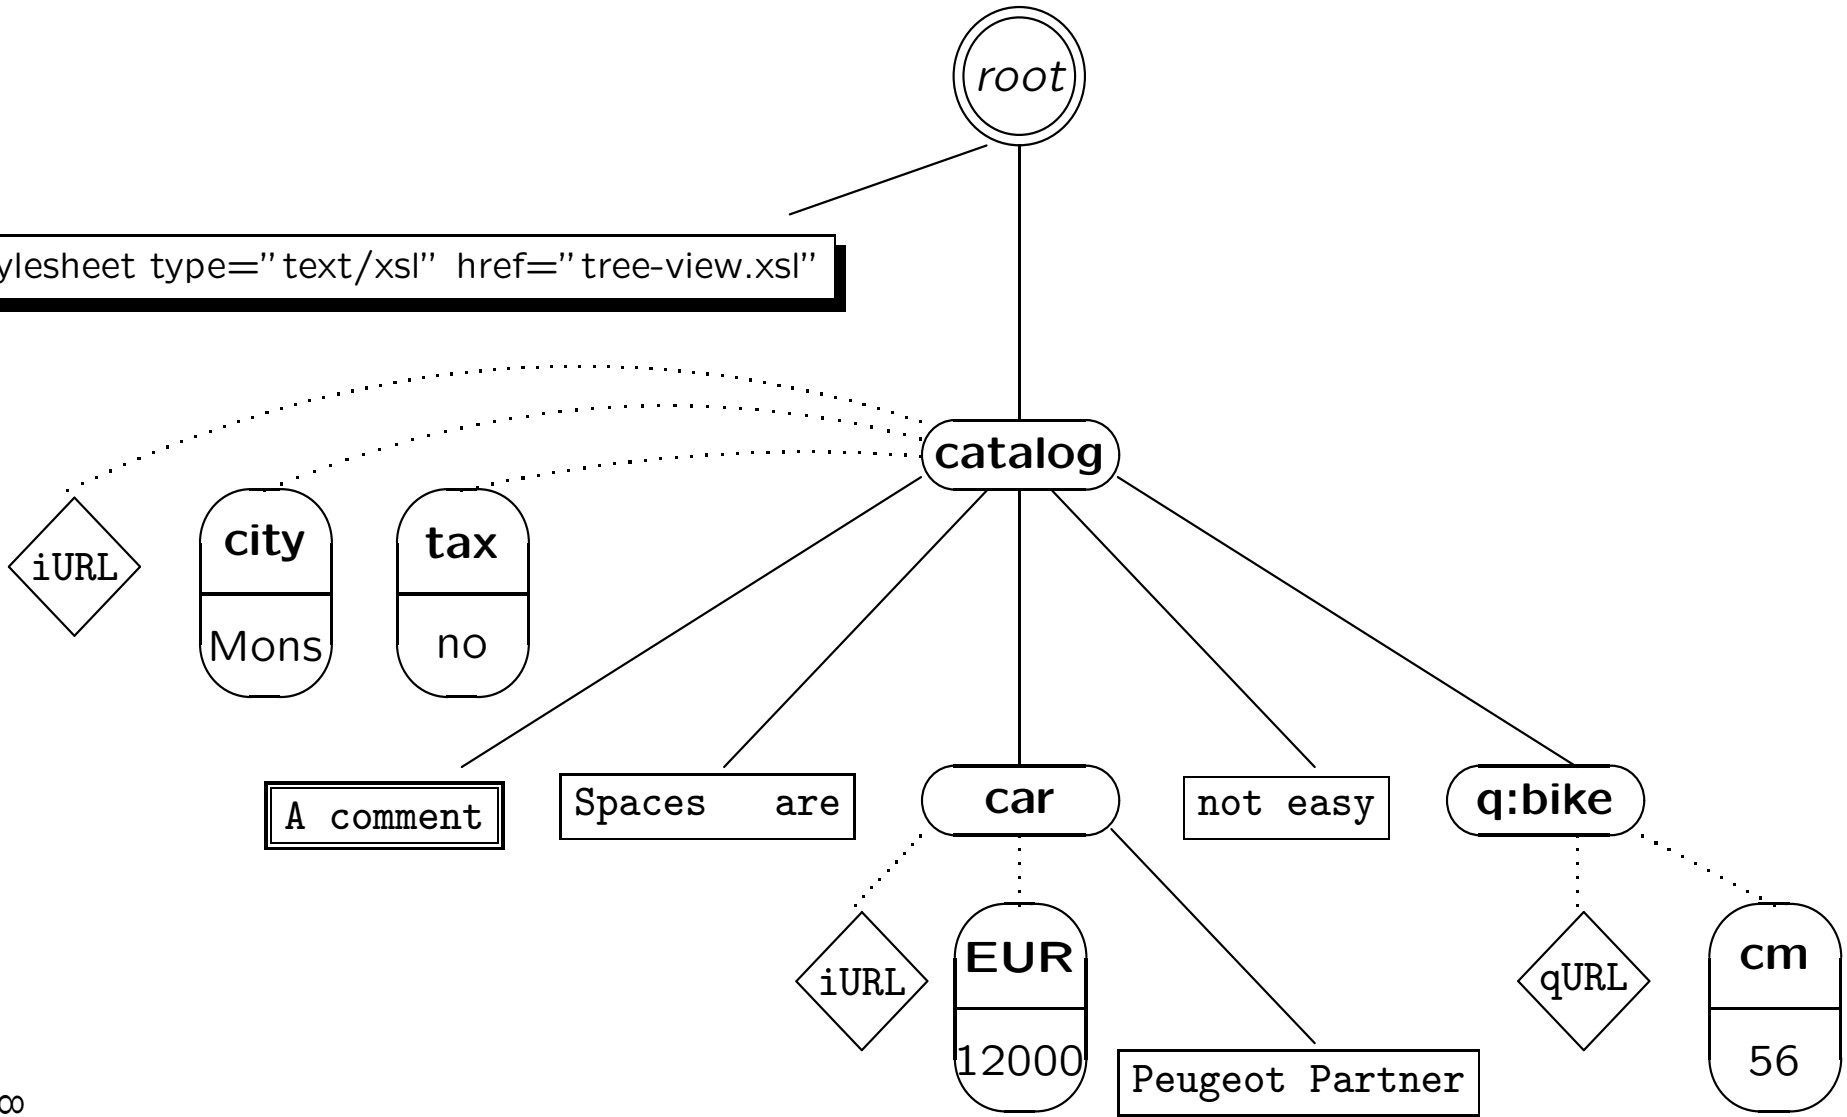 root
ylesheet type=”text/xsl” href=”tree-view.xsl”
catalog
iURL
city
Mons
tax
no
A comment
Spaces   are
car
not easy
q:bike
iURL
EUR
12000
Peugeot Partner
qURL
cm
56
∞